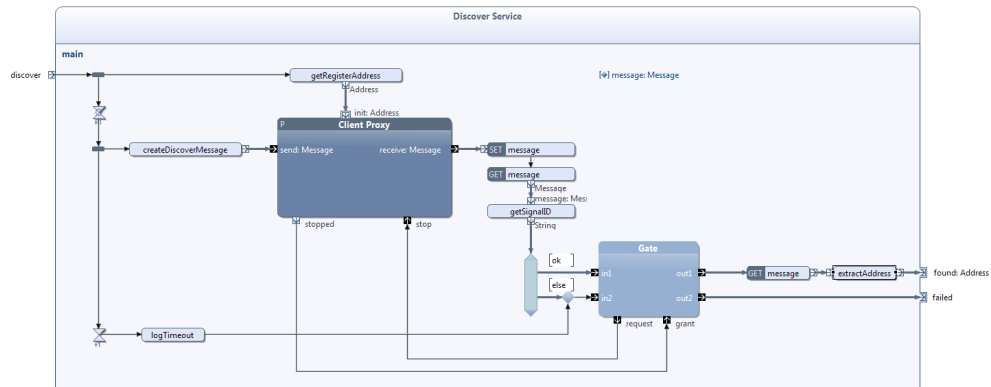 Discover Service
main
discover
getRegisterAddress
message: Message
Address
init: Address
P
Client Proxy
createDiscoverMessage
send: Message
receive: Message
SET message
GET message
Message
message: Mes
getSignalID
String
stopped
stop
Gate
[ok ]
in1
out1
GET message
extractAddress
found: Address
[else ]
in2
out2
failed
request
grant
logTimeout